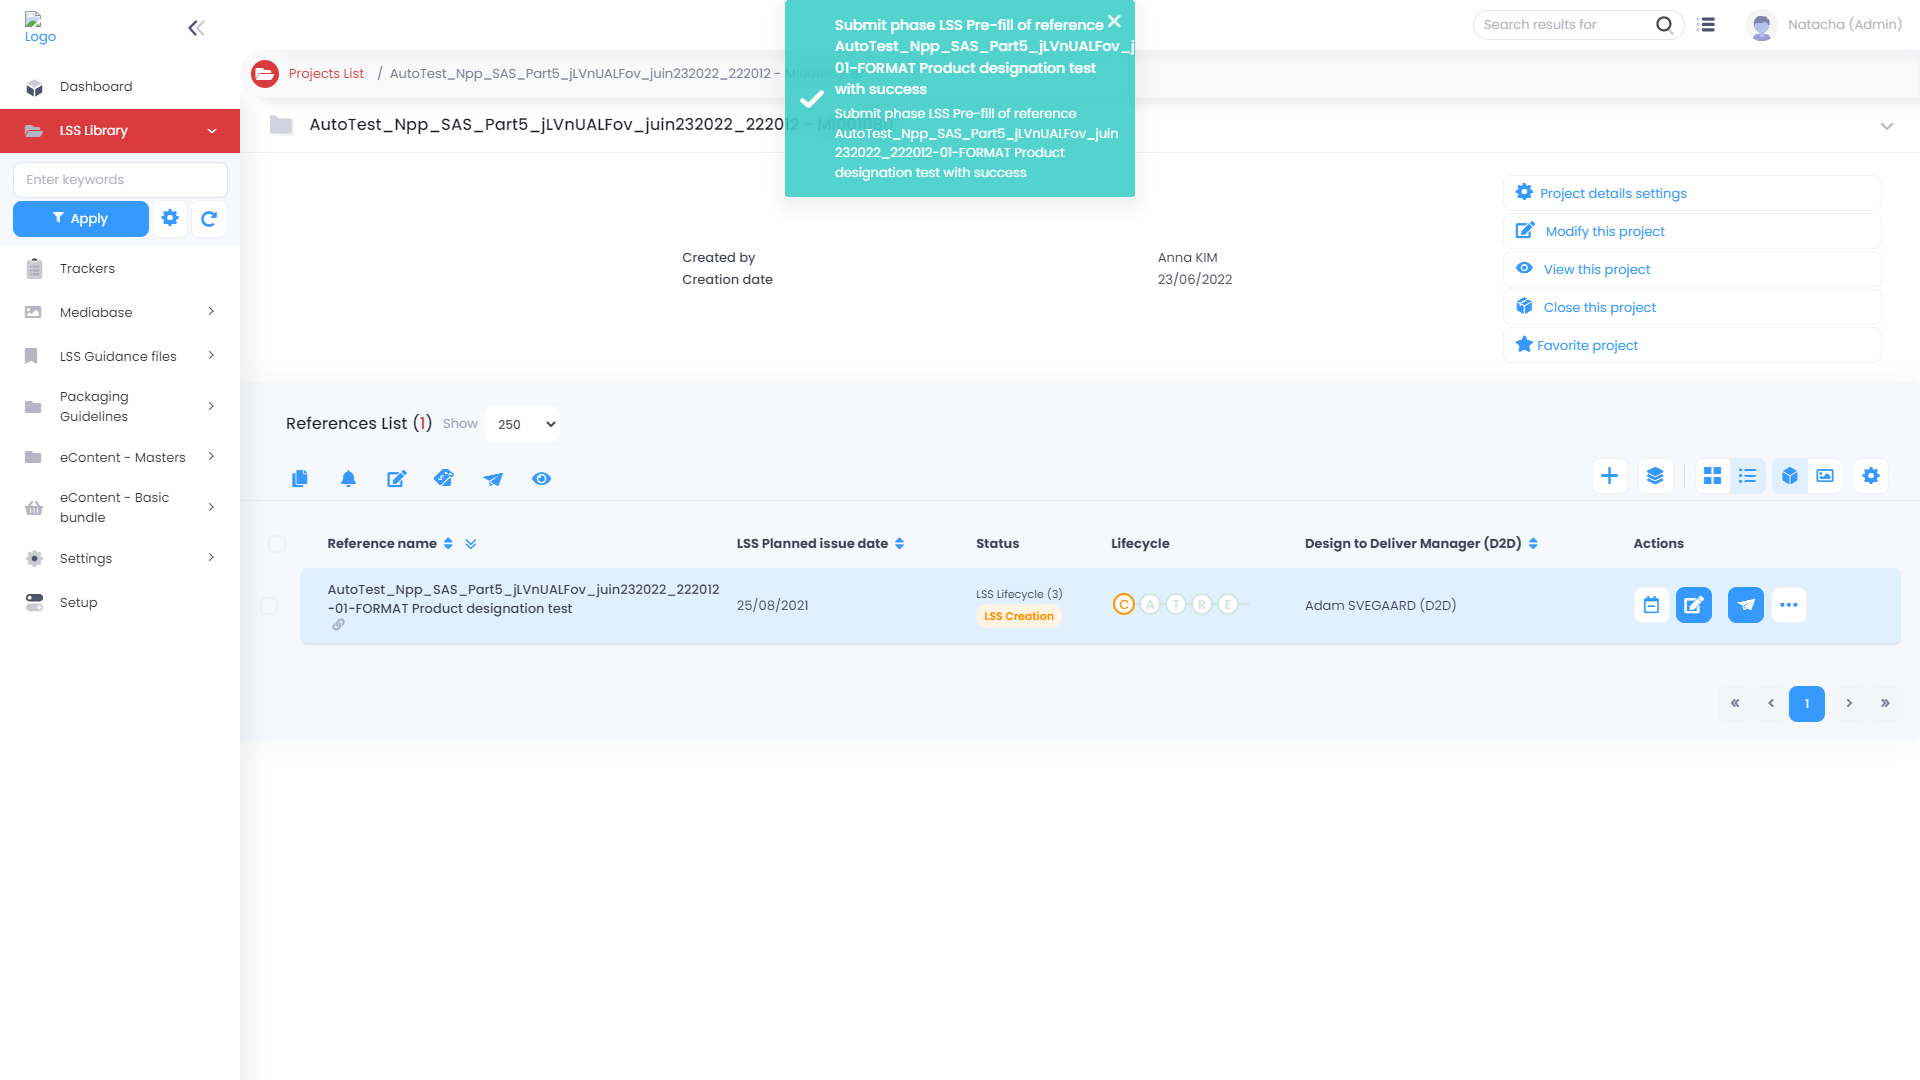 Logo
Search results for
Natacha (Admin)
Submit phase LSS Pre-fill of reference
AutoTest_Npp_SAS_Part5_jLVnUALFov_j
01-FORMAT Product designation test
with success
Submit phase LSS Pre-fill of reference
AutoTest_Npp_SAS_Part5_jLVnUALFov_juin
232022_222012-01-FORMAT Product
designation test with success
Projects List / AutoTest_Npp_SAS_Part5_jLVnUALFov_juin232022_222012 -
AutoTest_Npp_SAS_Part5_jLVnUALFov_juin232022_222012 -
Dashboard
LSS Library
Enter keywords
Apply
Trackers
Mediabase
LSS Guidance files
Packaging
Guidelines
eContent - Masters
eContent - Basic
bundle
Settings
Setup
Created by
Anna KIM
Creation date
23/06/2022
Project details settings
Modify this project
View this project
Close this project
Favorite project
References List (1) Show 250
Reference name
LSS Planned issue date
Status
Lifecycle
Design to Deliver Manager (D2D)
Actions
AutoTest_Npp_SAS_Part5_jLVnUALFov_juin232022_222012
-01-FORMAT Product designation test
25/08/2021
LSS Lifecycle (3)
LSS Creation
C A T R E
Adam SVEGAARD (D2D)
« ‹ 1 › »